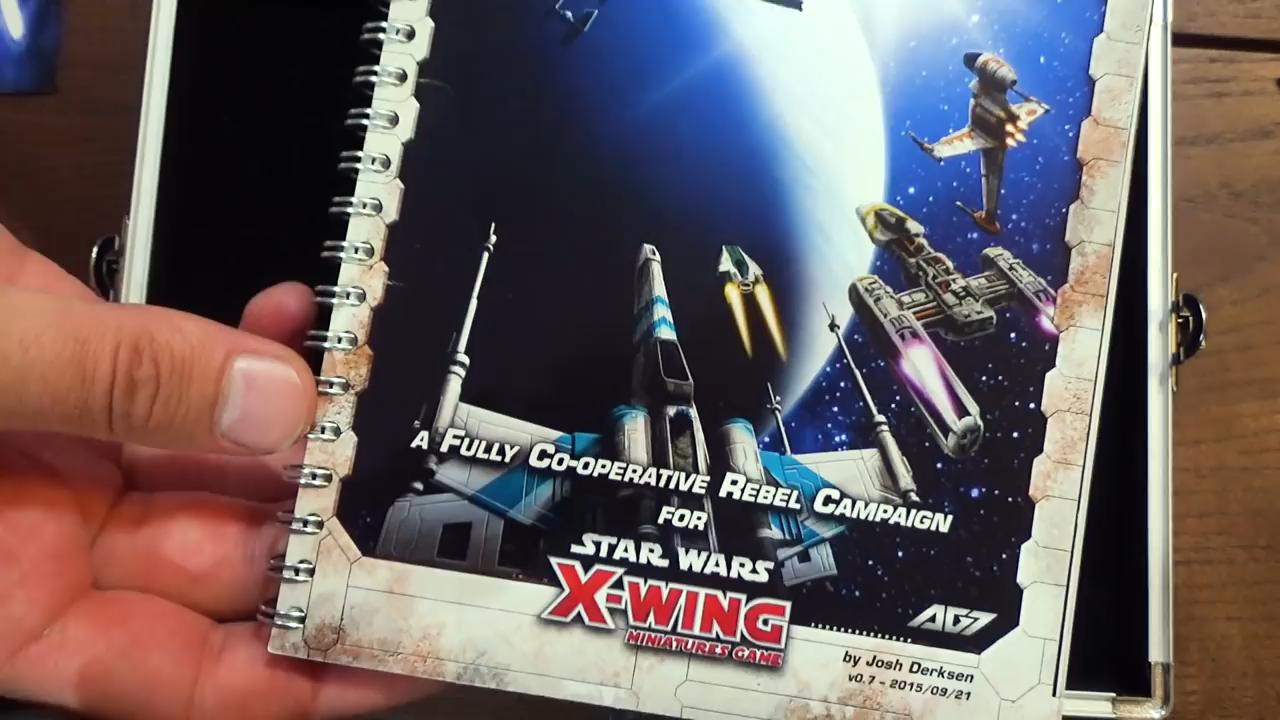 A FULLY CO-OPERATIVE REBEL CAMPAIGN
FOR
STAR WARS
X-WING
MINIATURES GAME
AG7
by Josh Derksen
v0.7 - 2015/09/21